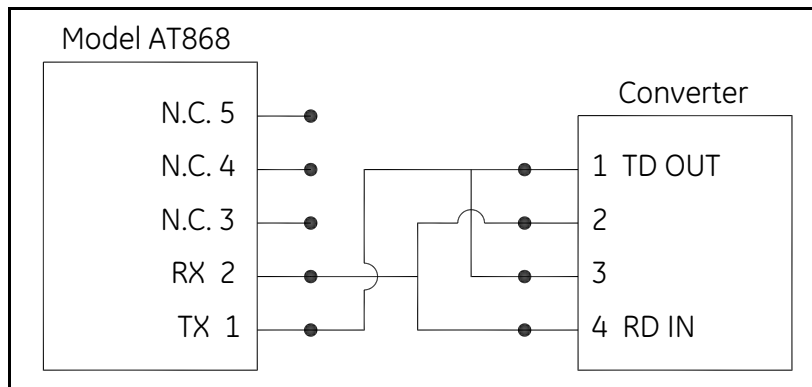 Model AT868
N.C. 5
N.C. 4
N.C. 3
RX 2
TX 1
Converter
1 TD OUT
2
3
4 RD IN